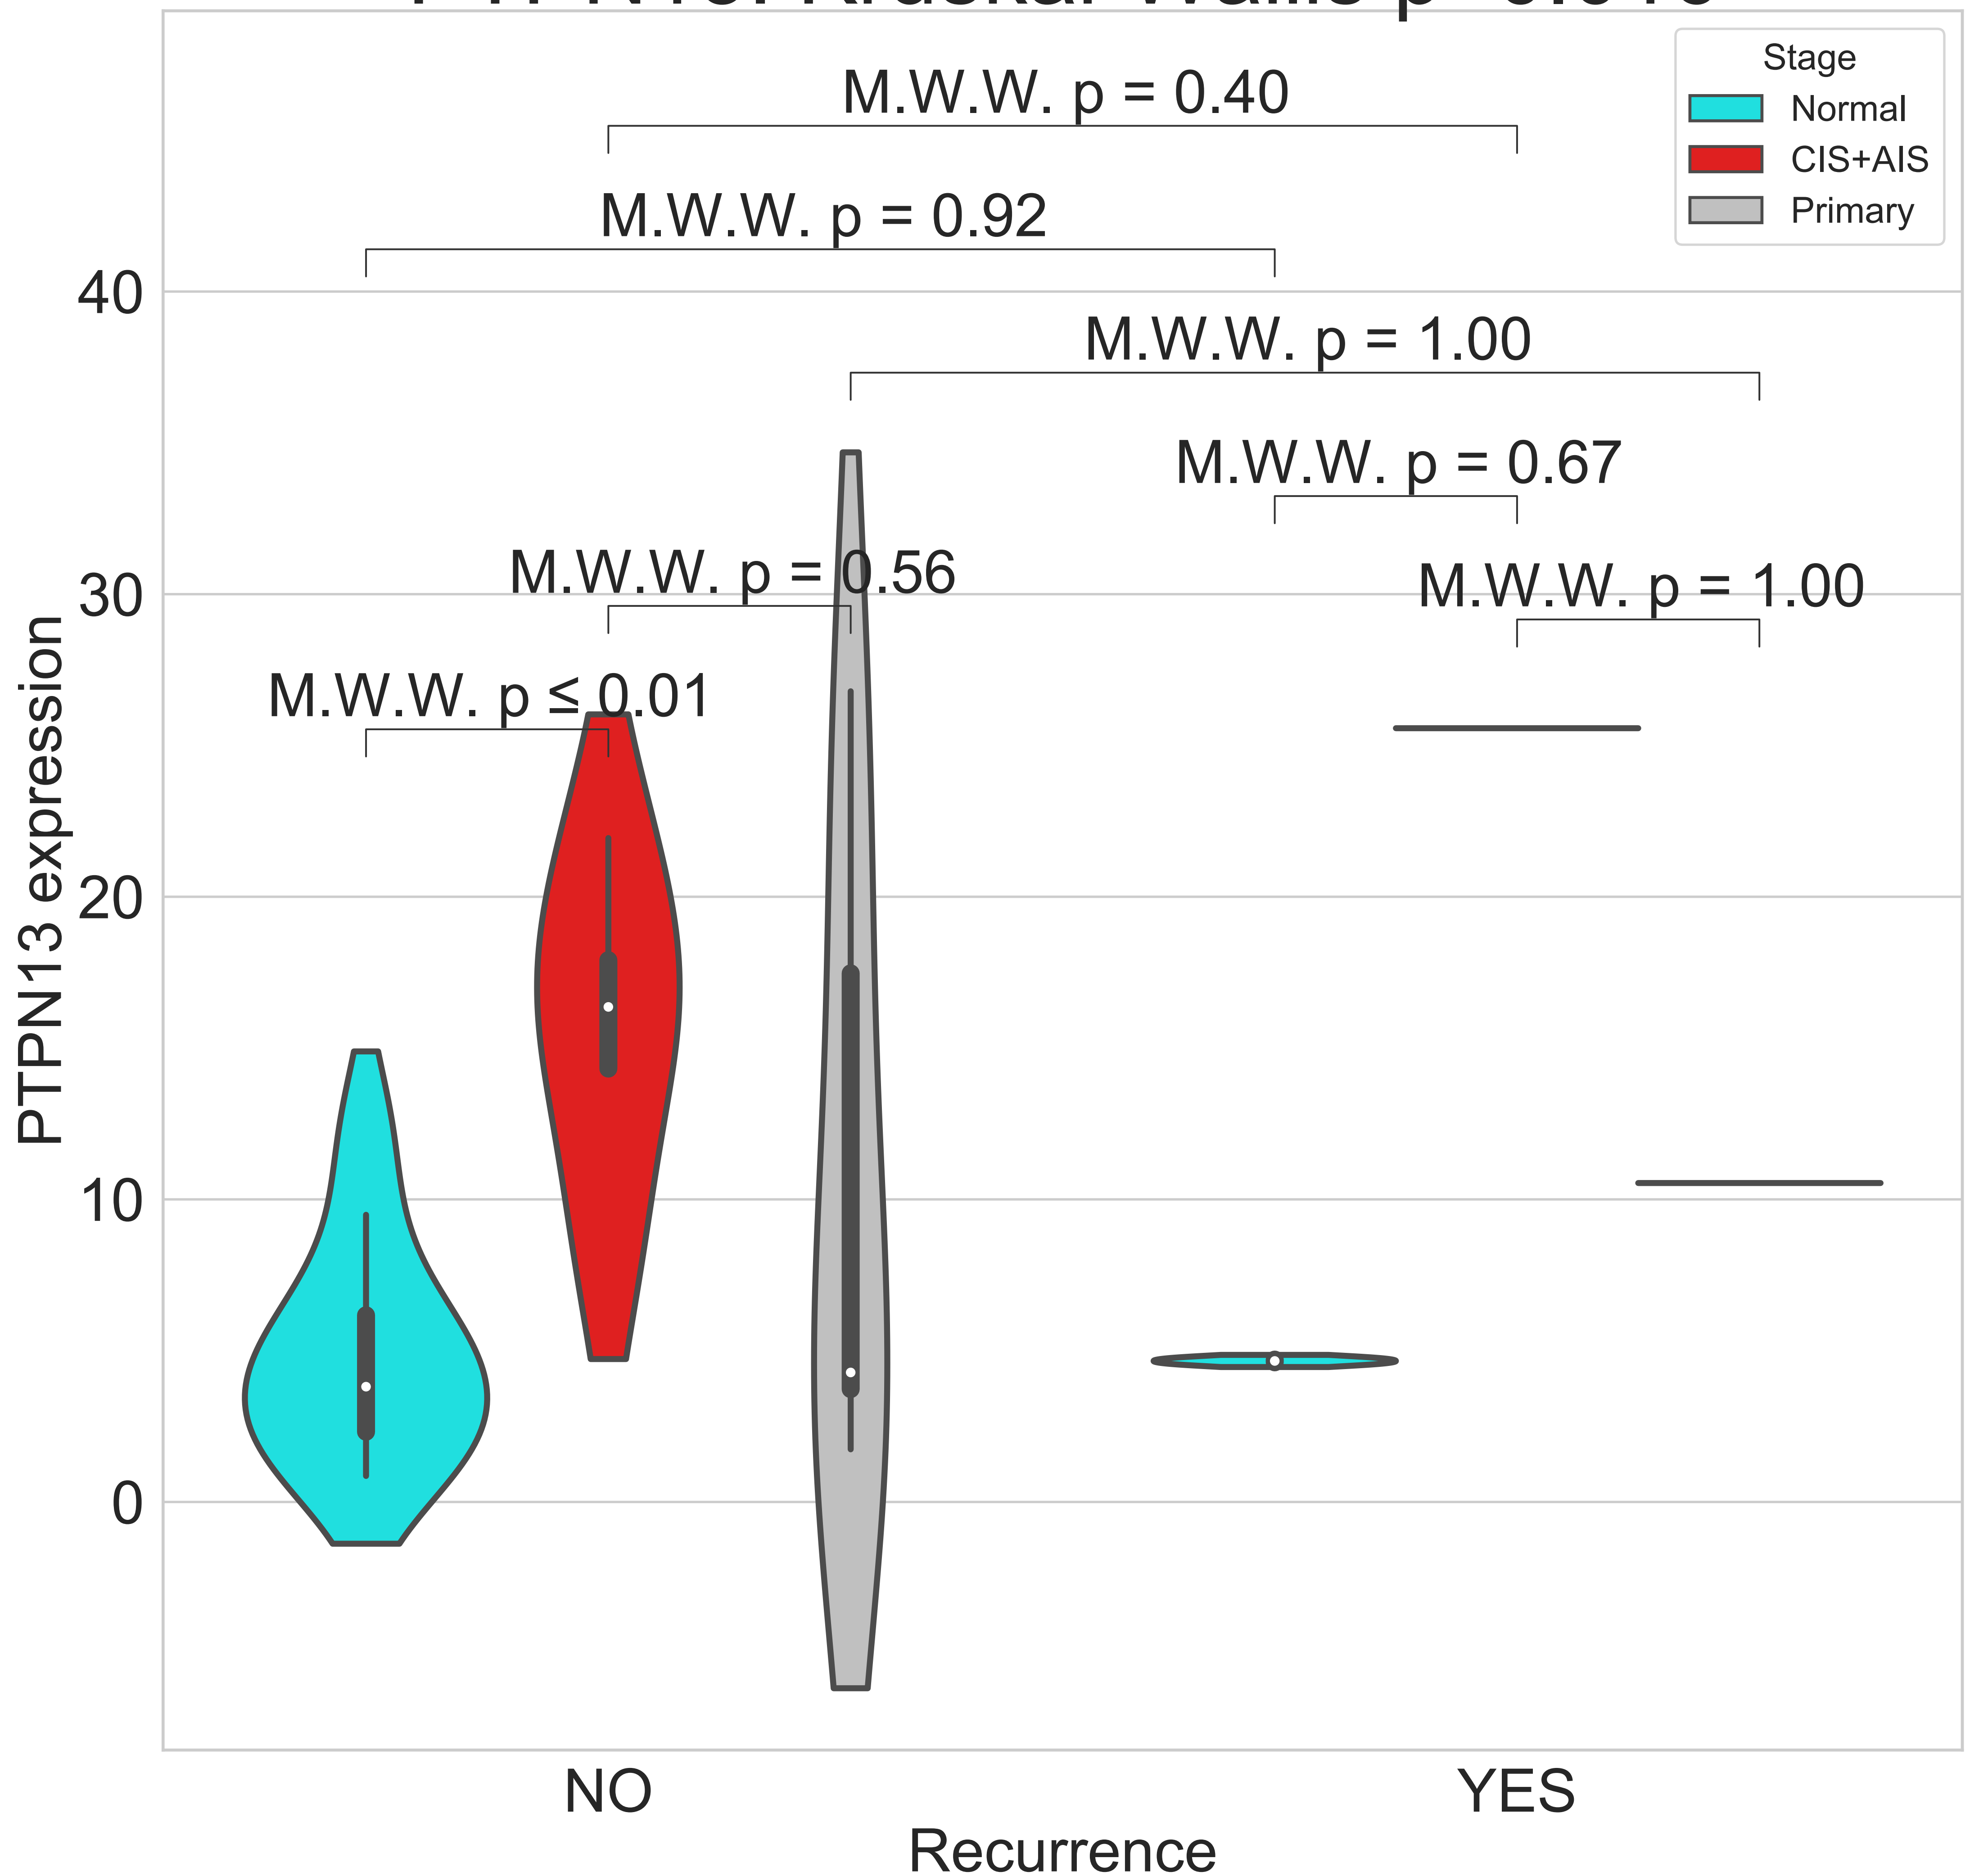 Stage
Normal
CIS+AIS
Primary
M.W.W. p = 0.40
M.W.W. p = 0.92
M.W.W. p = 1.00
M.W.W. p = 0.67
M.W.W. p = 0.56
M.W.W. p = 1.00
M.W.W. p ≤ 0.01
40
30
20
10
0
PTPN13 expression
NO
YES
Recurrence